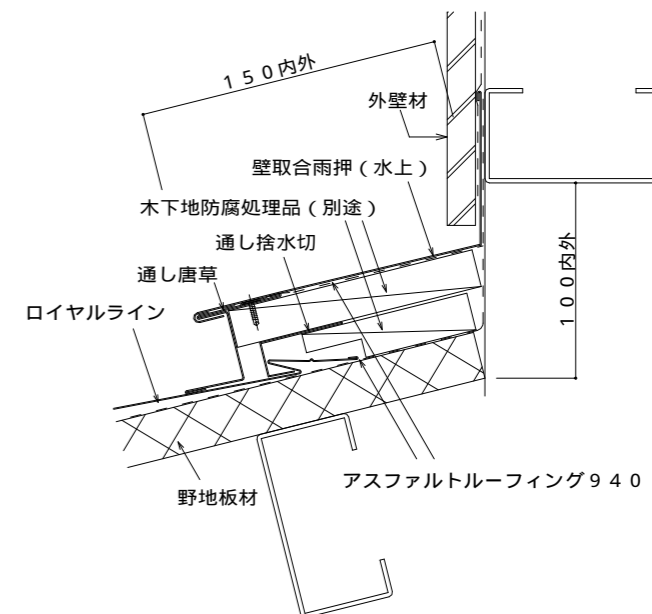 １５０内外
外壁材
壁取合雨押（水上）
木下地防腐処理品（別途）
通し捨水切
通し唐草
ロイヤルライン
１００内外
アスファルトルーフィング９４０
野地板材